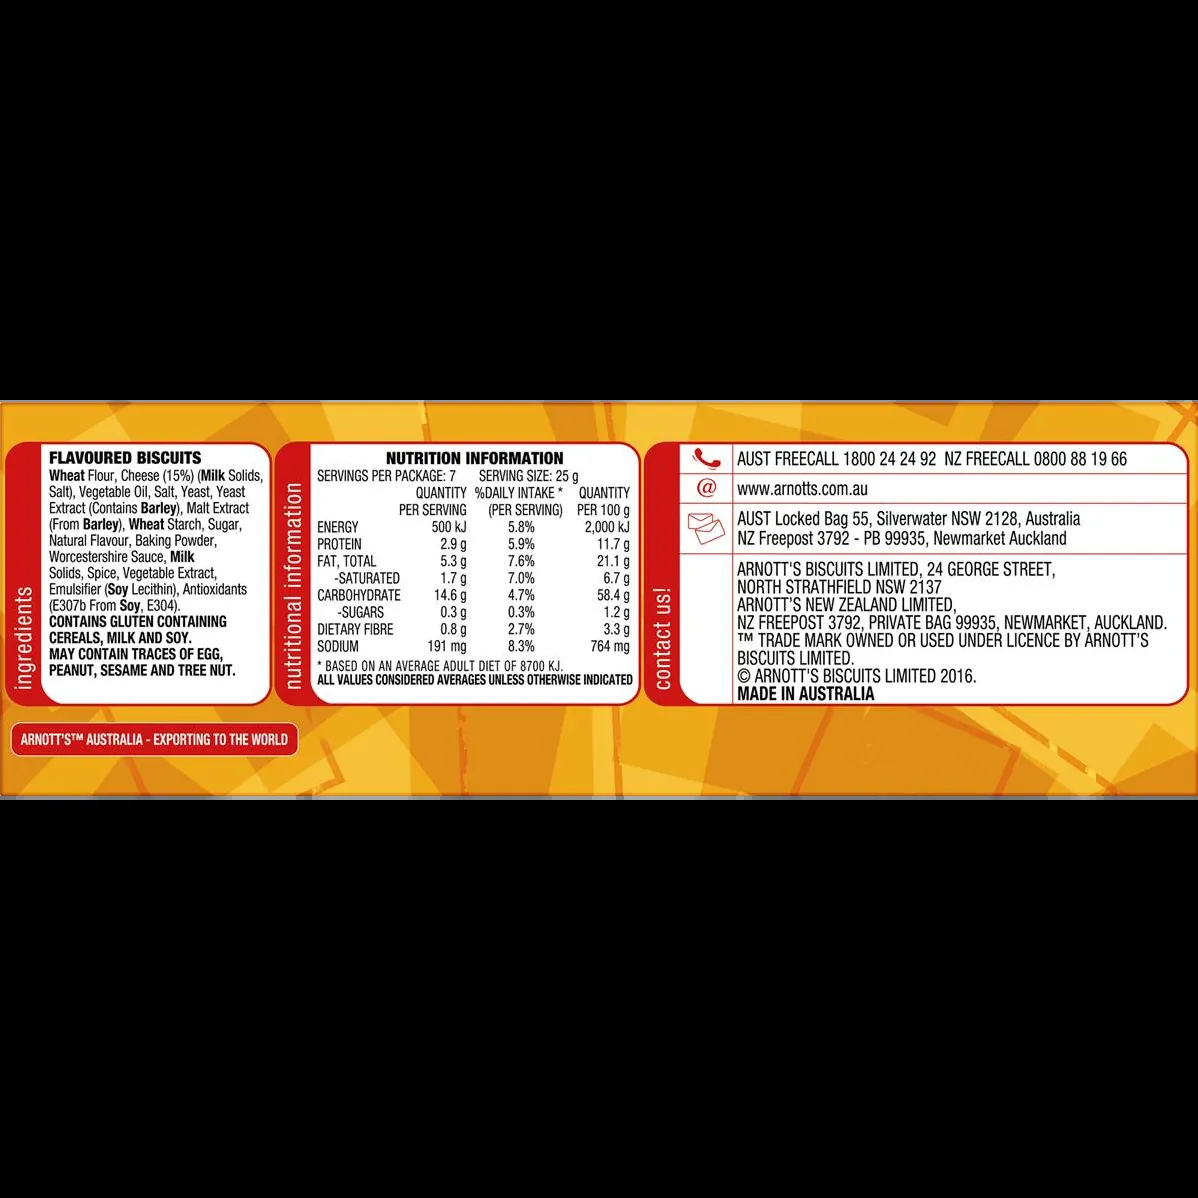 ingredients
FLAVOURED BISCUITS
Wheat Flour, Cheese (15%) (Milk Solids,
Salt), Vegetable Oil, Salt, Yeast, Yeast
Extract (Contains Barley), Malt Extract
(From Barley), Wheat Starch, Sugar,
Natural Flavour, Baking Powder,
Worcestershire Sauce, Milk
Solids, Spice, Vegetable Extract,
Emulsifier (Soy Lecithin), Antioxidants
(E307b From Soy, E304).
CONTAINS GLUTEN CONTAINING
CEREALS, MILK AND SOY.
MAY CONTAIN TRACES OF EGG,
PEANUT, SESAME AND TREE NUT.
ARNOTT'S™ AUSTRALIA - EXPORTING TO THE WORLD
nutritional information
NUTRITION INFORMATION
SERVINGS PER PACKAGE: 7 SERVING SIZE: 25 g
QUANTITY %DAILY INTAKE * QUANTITY
PER SERVING (PER SERVING) PER 100 g
ENERGY 500 kJ 5.8% 2,000 kJ
PROTEIN 2.9 g 5.9% 11.7 g
FAT, TOTAL 5.3 g 7.6% 21.1 g
-SATURATED 1.7 g 7.0% 6.7 g
CARBOHYDRATE 14.6 g 4.7% 58.4 g
-SUGARS 0.3 g 0.3% 1.2 g
DIETARY FIBRE 0.8 g 2.7% 3.3 g
SODIUM 191 mg 8.3% 764 mg
* BASED ON AN AVERAGE ADULT DIET OF 8700 KJ.
ALL VALUES CONSIDERED AVERAGES UNLESS OTHERWISE INDICATED
contact us!
AUST FREECALL 1800 24 24 92 NZ FREECALL 0800 88 19 66
@ www.arnotts.com.au
AUST Locked Bag 55, Silverwater NSW 2128, Australia
NZ Freepost 3792 - PB 99935, Newmarket Auckland
ARNOTT'S BISCUITS LIMITED, 24 GEORGE STREET,
NORTH STRATHFIELD NSW 2137
ARNOTT'S NEW ZEALAND LIMITED,
NZ FREEPOST 3792, PRIVATE BAG 99935, NEWMARKET, AUCKLAND.
™ TRADE MARK OWNED OR USED UNDER LICENCE BY ARNOTT'S
BISCUITS LIMITED.
© ARNOTT'S BISCUITS LIMITED 2016.
MADE IN AUSTRALIA